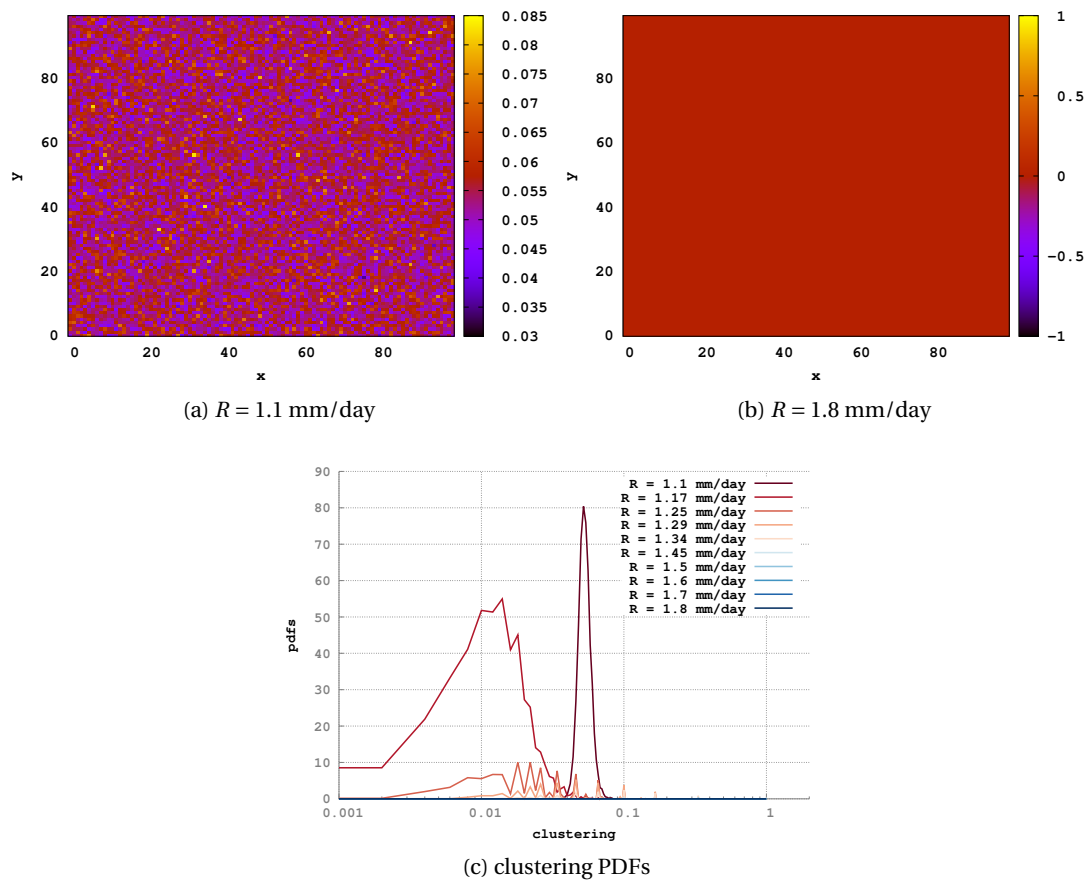 0.085
0.08
0.075
0.07
0.065
0.06
0.055
0.05
0.045
0.04
0.035
0.03
80
60
40
20
0
y
0 20 40 60 80
x
(a) R = 1.1 mm/day
1
0.5
0
−0.5
−1
80
60
40
20
0
y
0 20 40 60 80
x
(b) R = 1.8 mm/day
90
80
70
60
50
40
30
20
10
0
pdfs
R = 1.1 mm/day
R = 1.17 mm/day
R = 1.25 mm/day
R = 1.29 mm/day
R = 1.34 mm/day
R = 1.45 mm/day
R = 1.5 mm/day
R = 1.6 mm/day
R = 1.7 mm/day
R = 1.8 mm/day
0.001 0.01 0.1 1
clustering
(c) clustering PDFs